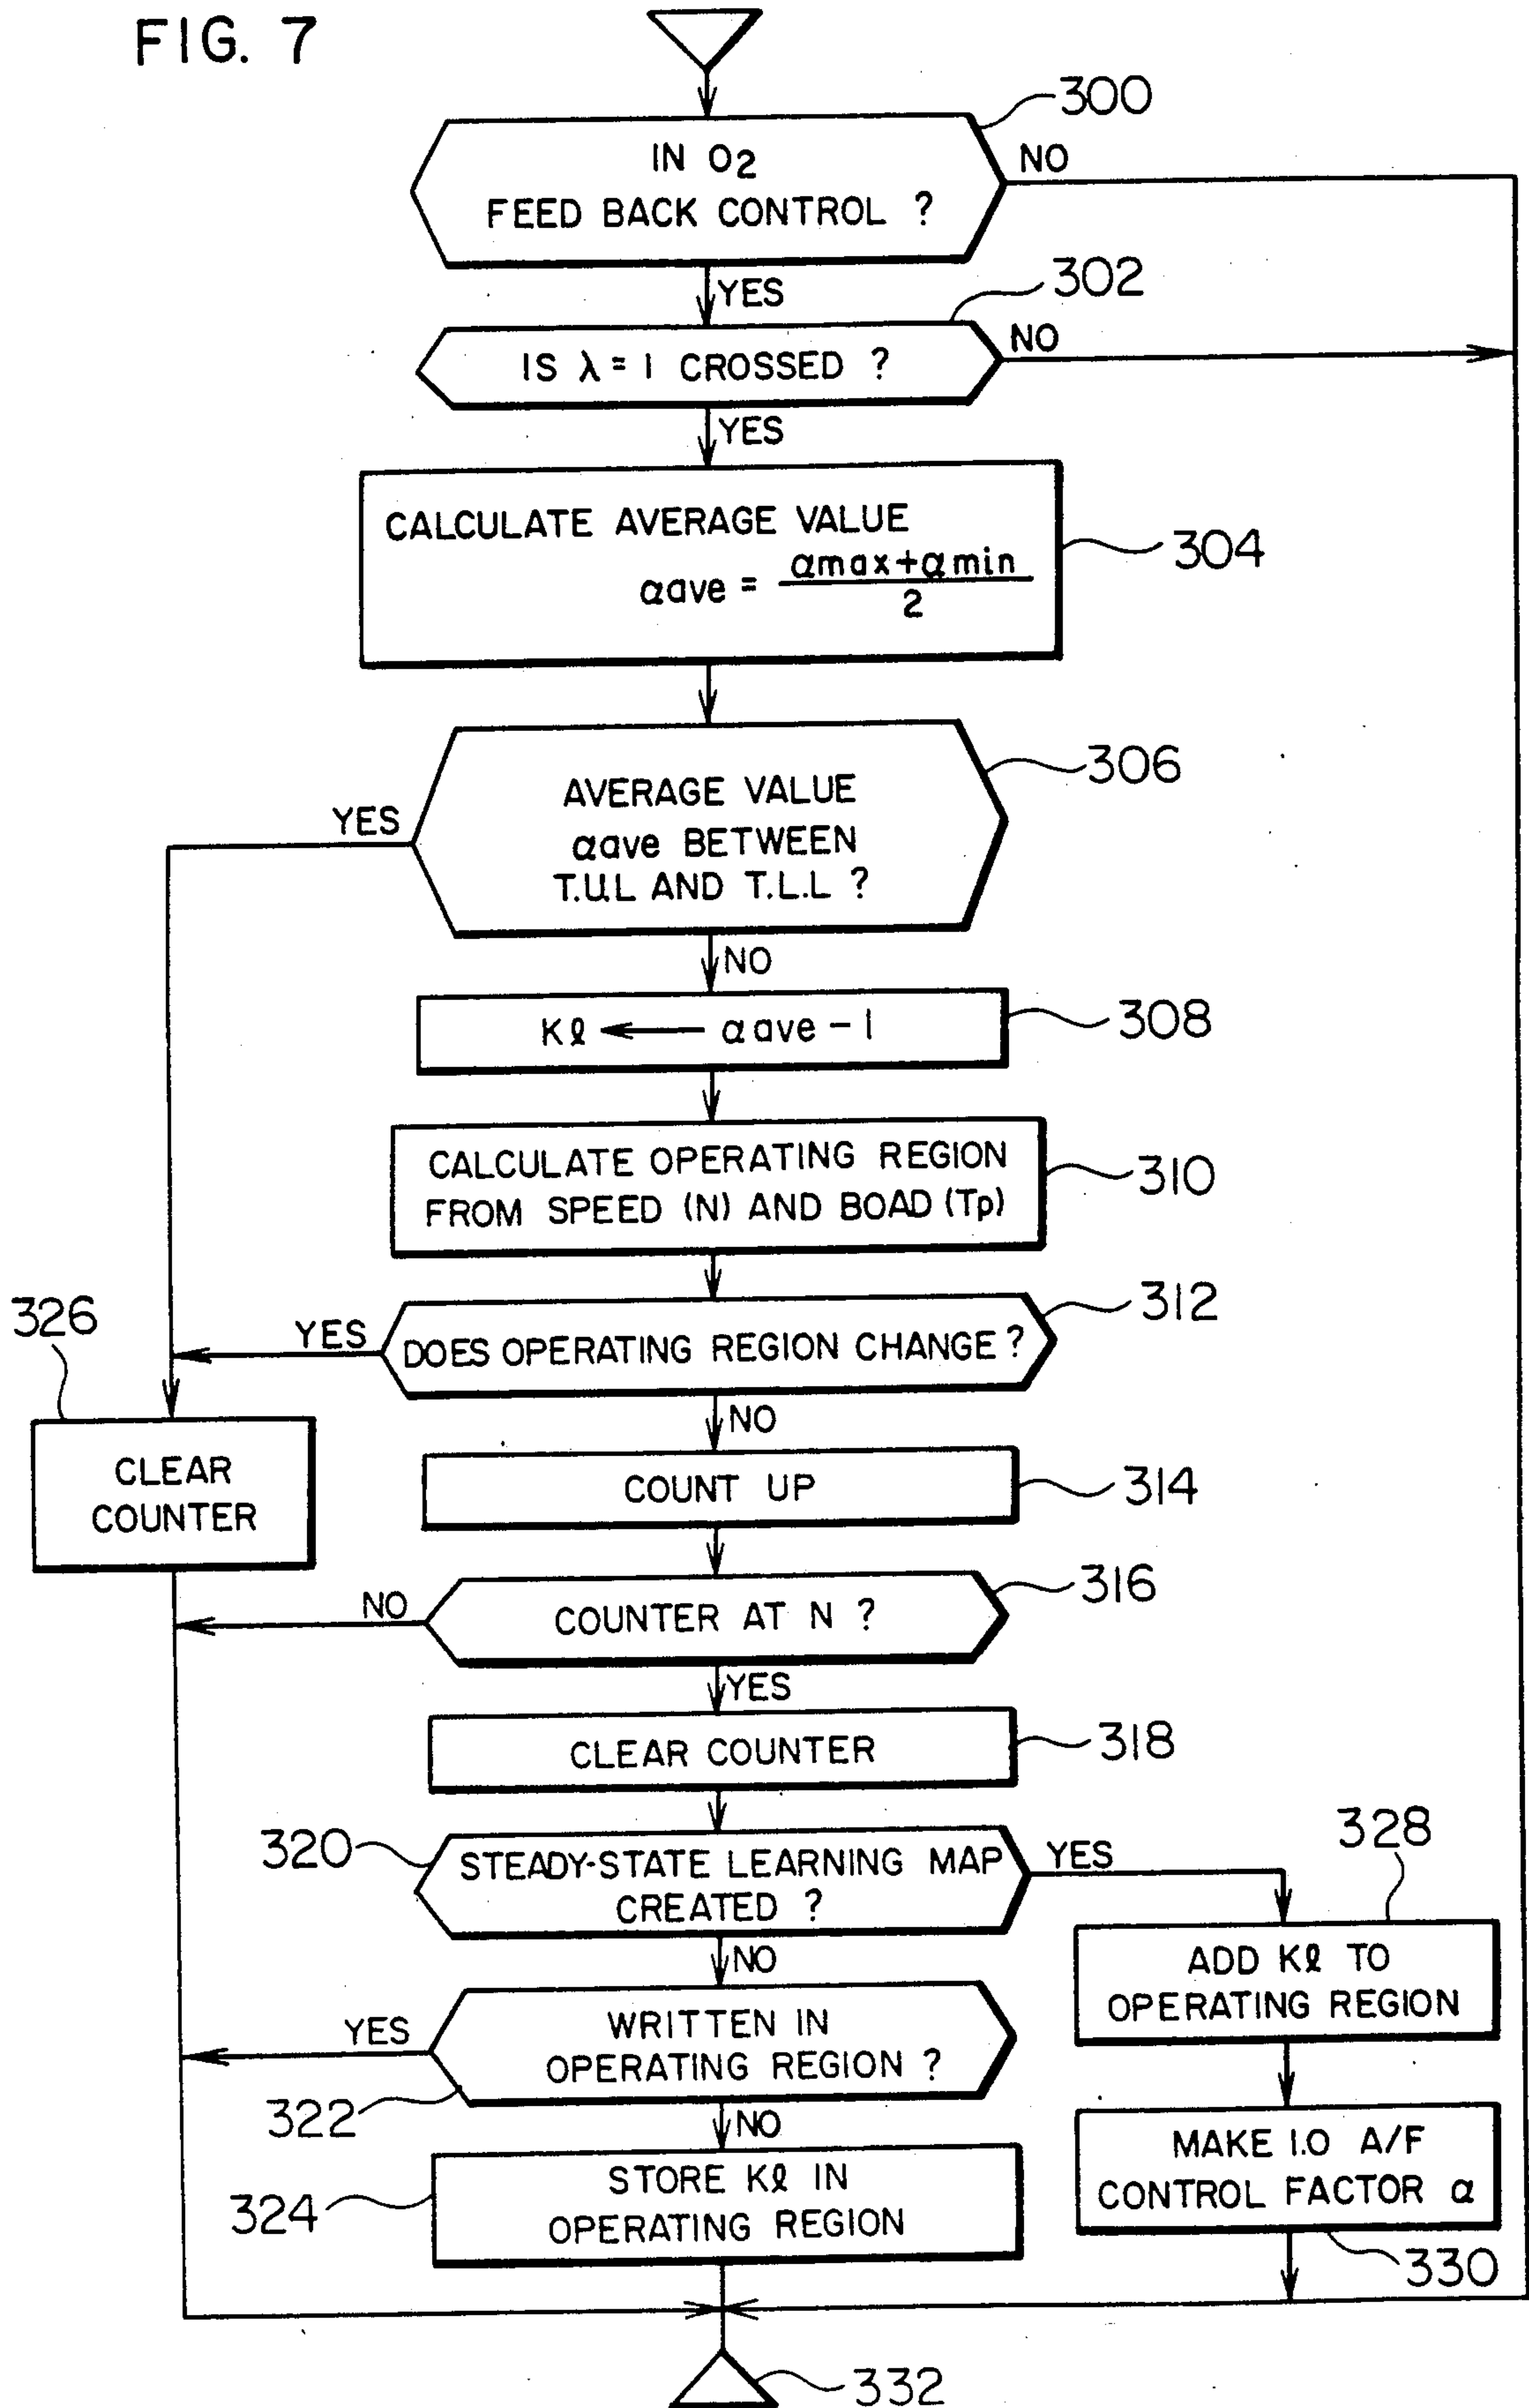 FIG. 7
300
IN O2
FEED BACK CONTROL ?
NO
YES
302
IS λ = 1 CROSSED ?
NO
YES
CALCULATE AVERAGE VALUE
αave = αmax+αmin / 2
304
306
AVERAGE VALUE
αave BETWEEN
T.U.L AND T.L.L ?
YES
NO
Kℓ ← αave − 1
308
CALCULATE OPERATING REGION
FROM SPEED (N) AND BOAD (Tp)
310
312
DOES OPERATING REGION CHANGE ?
YES
NO
326
CLEAR
COUNTER
COUNT UP
314
316
COUNTER AT N ?
NO
YES
CLEAR COUNTER
318
320
STEADY-STATE LEARNING MAP
CREATED ?
YES
NO
328
ADD Kℓ TO
OPERATING REGION
WRITTEN IN
OPERATING REGION ?
YES
322
NO
MAKE 1.0 A/F
CONTROL FACTOR α
330
STORE Kℓ IN
OPERATING REGION
324
332